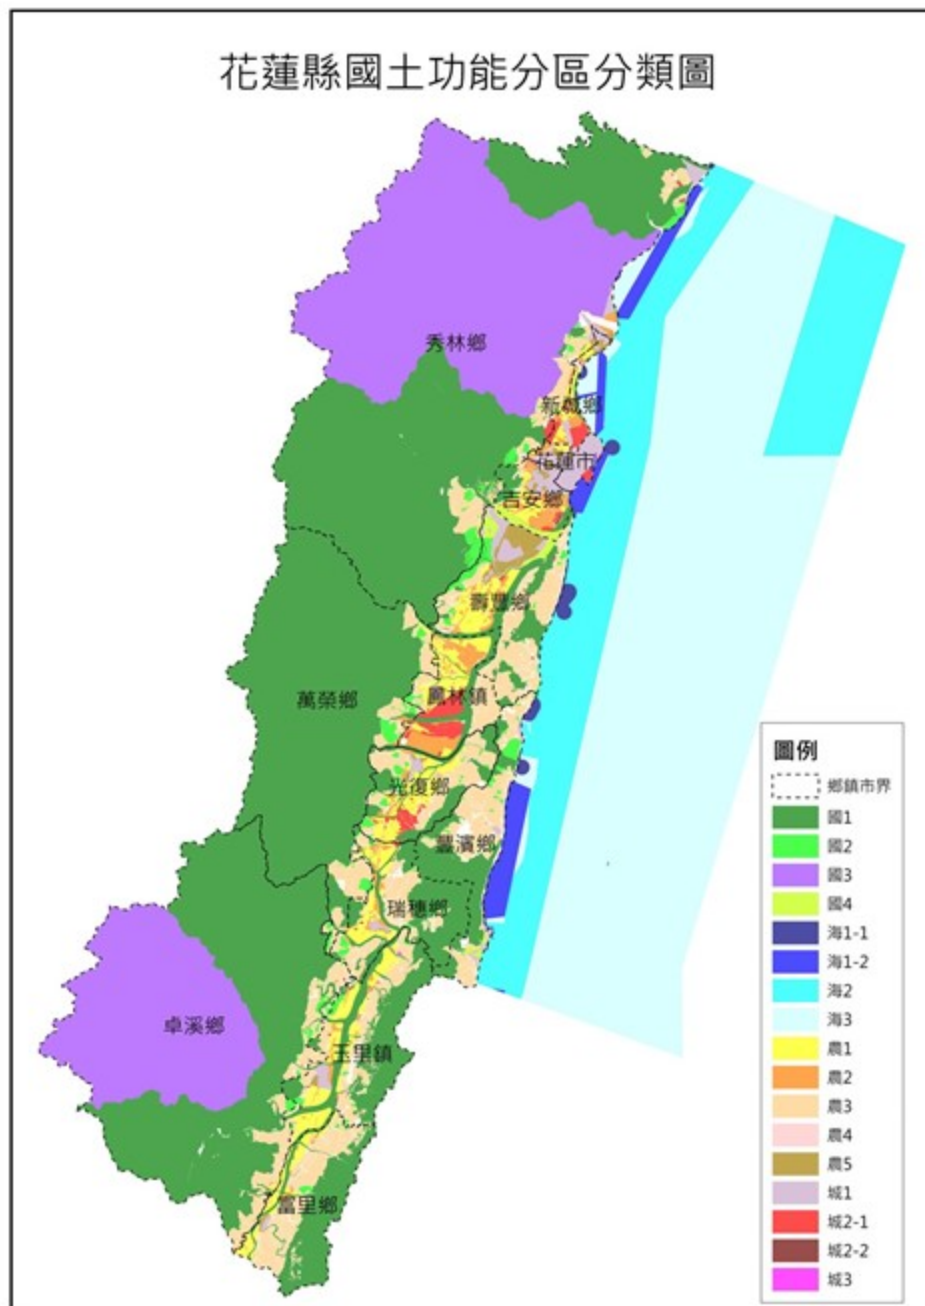 花蓮縣國土功能分區分類圖
秀林鄉
新城鄉
花蓮市
吉安鄉
壽豐鄉
鳳林鎮
萬榮鄉
光復鄉
豐濱鄉
瑞穗鄉
卓溪鄉
玉里鎮
富里鄉
圖例
鄉鎮市界
國1
國2
國3
國4
海1-1
海1-2
海2
海3
農1
農2
農3
農4
農5
城1
城2-1
城2-2
城3